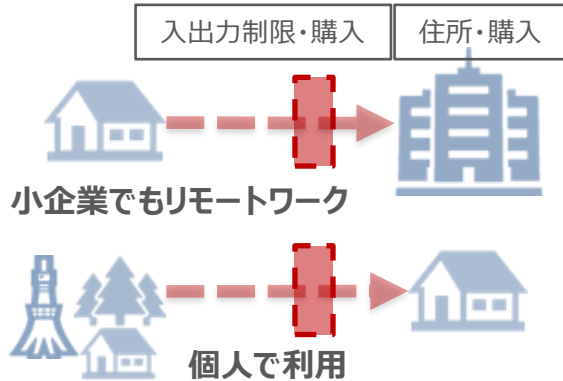 入出力制限・購入
住所・購入
小企業でもリモートワーク
個人で利用